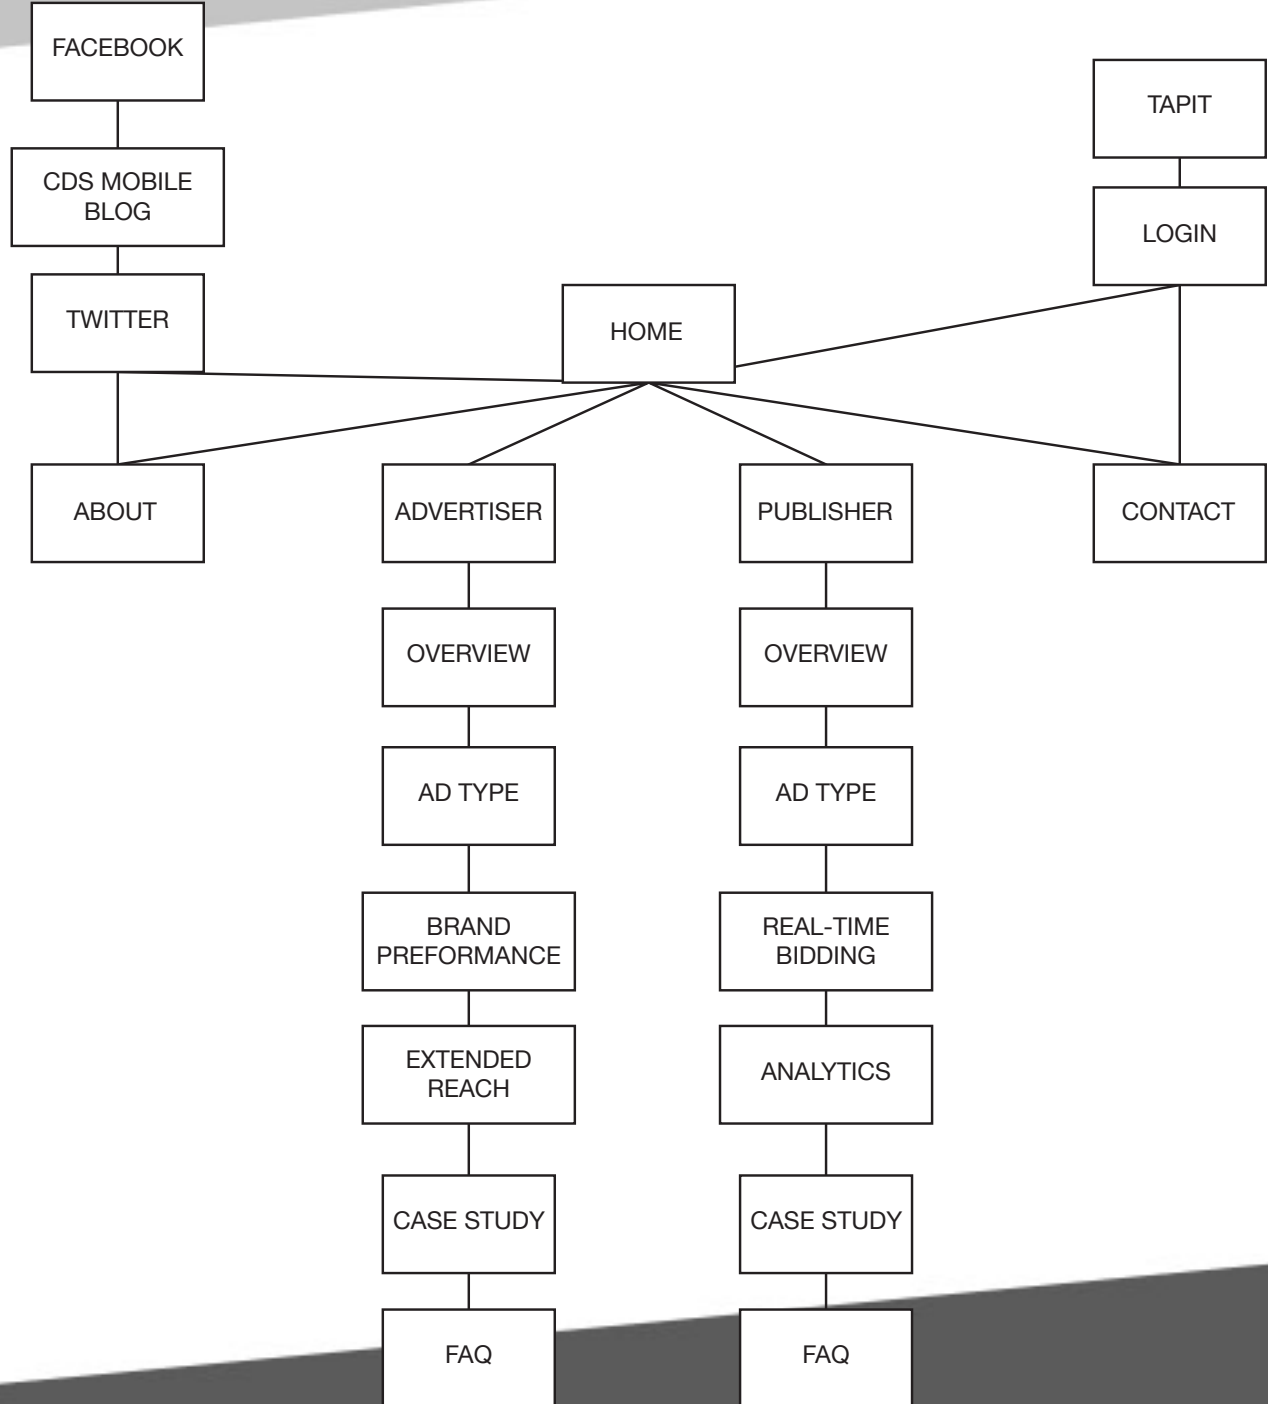 FACEBOOK
CDS MOBILE
BLOG
TWITTER
TAPIT
LOGIN
HOME
ABOUT
ADVERTISER
PUBLISHER
CONTACT
OVERVIEW
OVERVIEW
AD TYPE
AD TYPE
BRAND
PREFORMANCE
REAL-TIME
BIDDING
EXTENDED
REACH
ANALYTICS
CASE STUDY
CASE STUDY
FAQ
FAQ